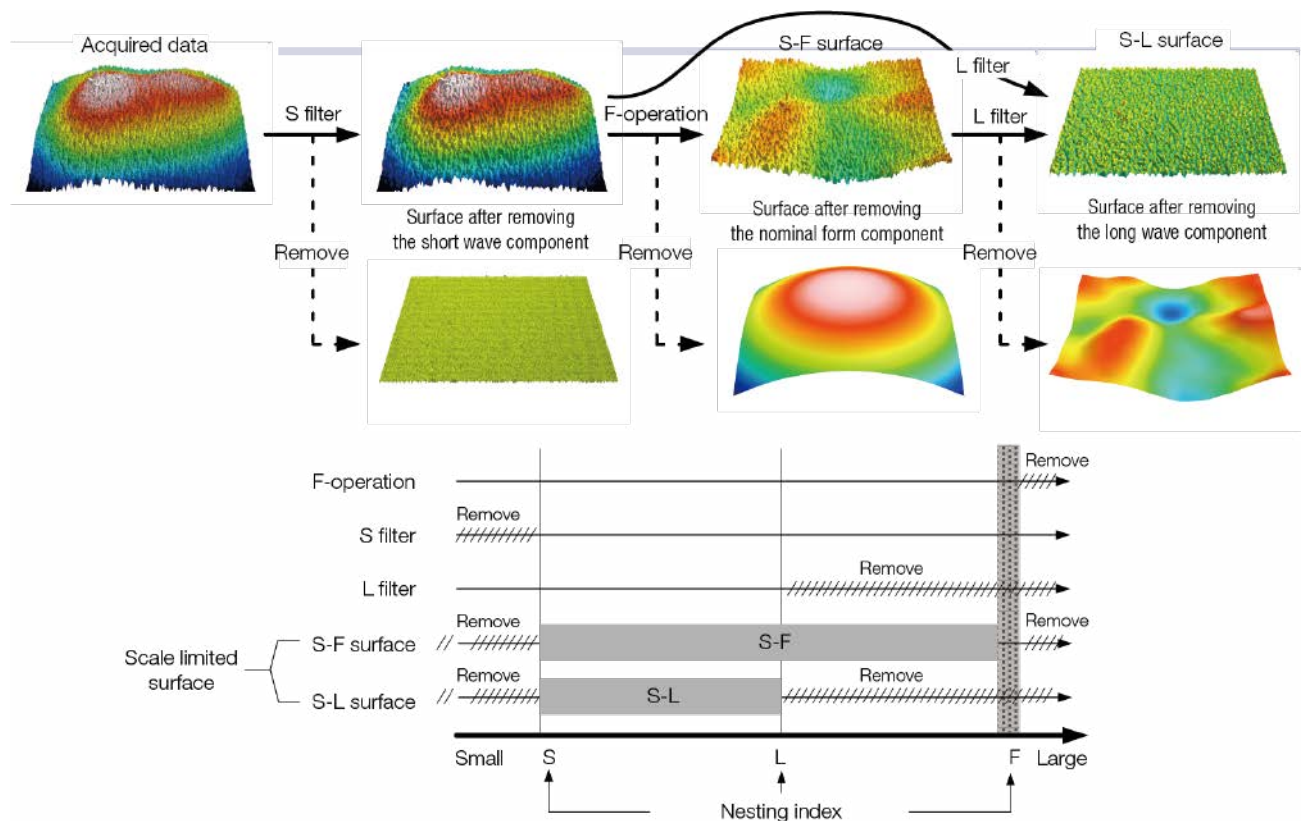 Acquired data
S-F surface
S-L surface
L filter
S filter
F-operation
L filter
Surface after removing
the short wave component
Surface after removing
the nominal form component
Surface after removing
the long wave component
Remove
Remove
Remove
F-operation
Remove
S filter
Remove
L filter
Remove
Scale limited
surface
S-F surface
Remove
S-F
Remove
S-L surface
Remove
S-L
Remove
Small
S
L
F
Large
Nesting index